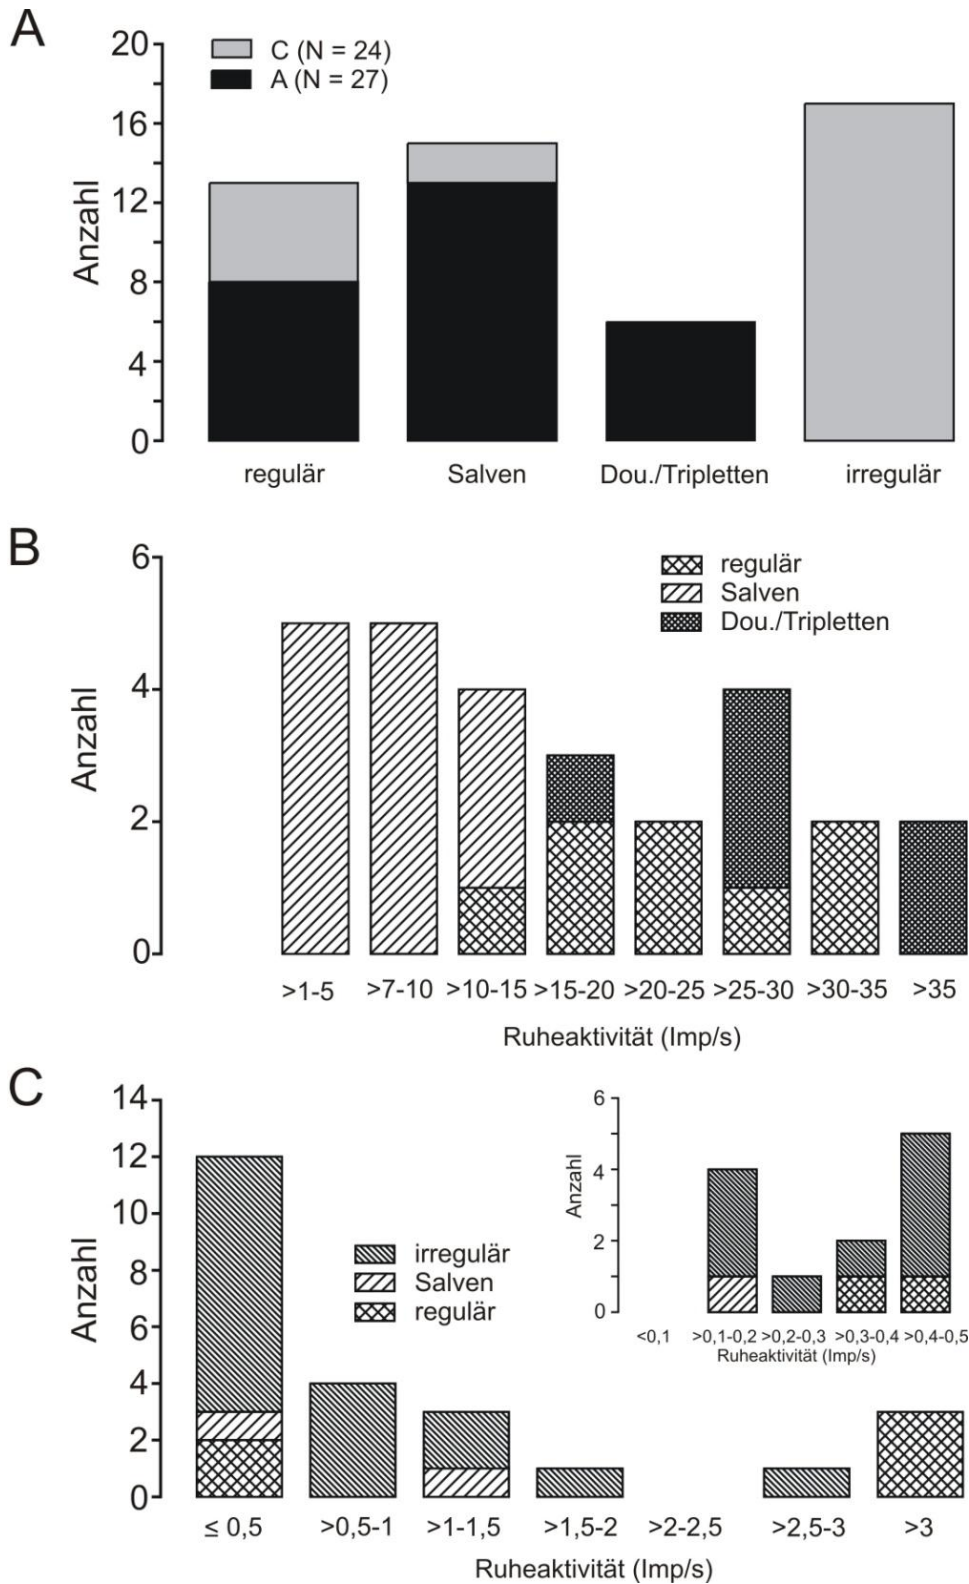 A
20
16
12
8
4
0
Anzahl
C (N = 24)
A (N = 27)
regulär Salven Dou./Tripletten irregulär
B
6
4
2
0
Anzahl
regulär
Salven
Dou./Tripletten
>1-5 >7-10 >10-15 >15-20 >20-25 >25-30 >30-35 >35
Ruheaktivität (Imp/s)
C
14
12
10
8
6
4
2
0
Anzahl
irregulär
Salven
regulär
6
4
2
0
Anzahl
<0,1 >0,1-0,2 >0,2-0,3 >0,3-0,4 >0,4-0,5
Ruheaktivität (Imp/s)
≤ 0,5 >0,5-1 >1-1,5 >1,5-2 >2-2,5 >2,5-3 >3
Ruheaktivität (Imp/s)